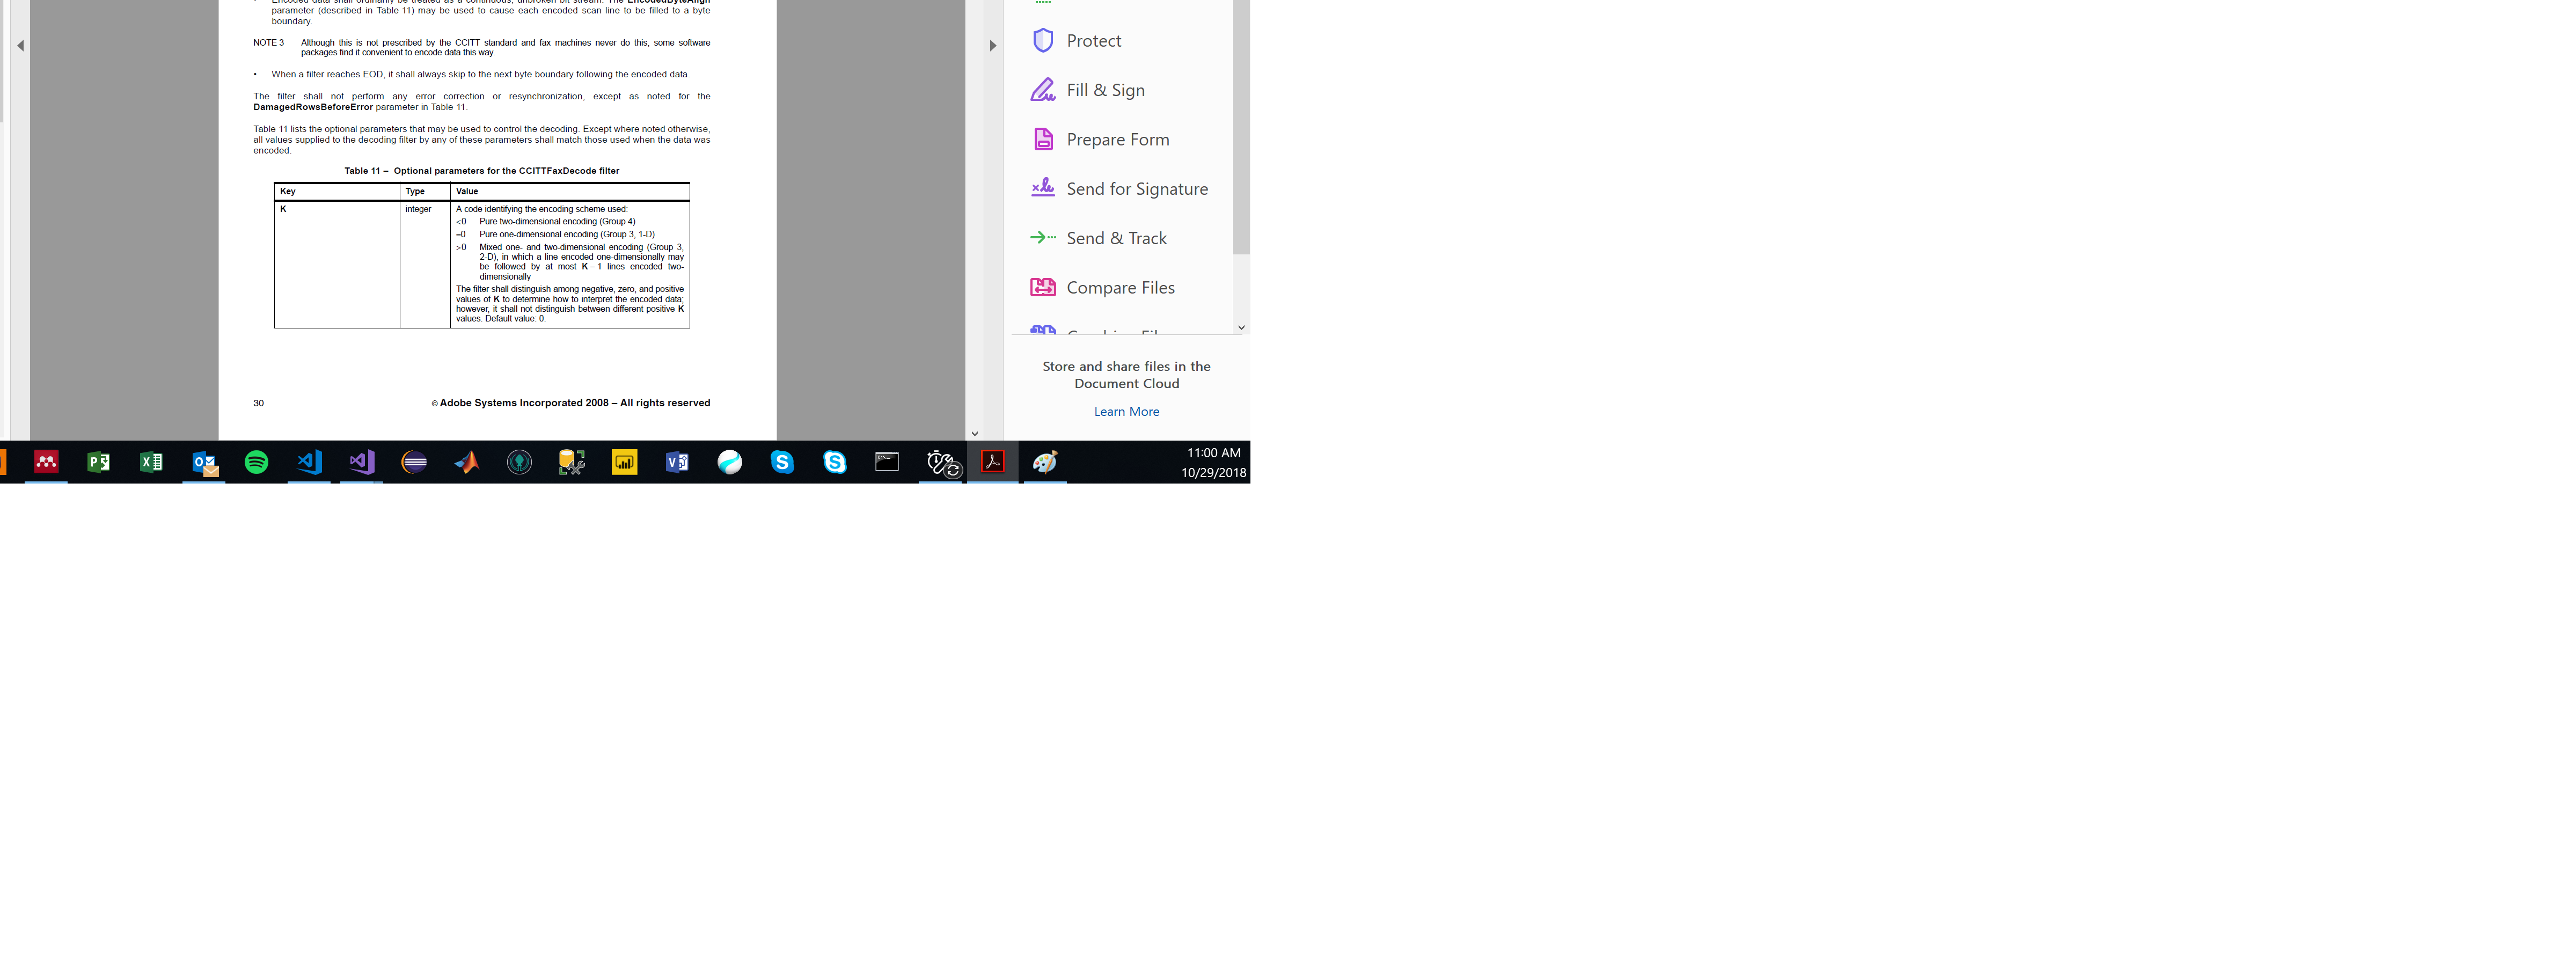 Encoded data shall ordinarily be treated as a continuous, unbroken bit stream. The EncodedByteAlign
parameter (described in Table 11) may be used to cause each encoded scan line to be filled to a byte
boundary.
NOTE 3 Although this is not prescribed by the CCITT standard and fax machines never do this, some software
packages find it convenient to encode data this way.
• When a filter reaches EOD, it shall always skip to the next byte boundary following the encoded data.
The filter shall not perform any error correction or resynchronization, except as noted for the
DamagedRowsBeforeError parameter in Table 11.
Table 11 lists the optional parameters that may be used to control the decoding. Except where noted otherwise,
all values supplied to the decoding filter by any of these parameters shall match those used when the data was
encoded.
Table 11 – Optional parameters for the CCITTFaxDecode filter
Key Type Value
K integer A code identifying the encoding scheme used:
<0 Pure two-dimensional encoding (Group 4)
=0 Pure one-dimensional encoding (Group 3, 1-D)
>0 Mixed one- and two-dimensional encoding (Group 3,
2-D), in which a line encoded one-dimensionally may
be followed by at most K – 1 lines encoded two-
dimensionally
The filter shall distinguish among negative, zero, and positive
values of K to determine how to interpret the encoded data;
however, it shall not distinguish between different positive K
values. Default value: 0.
30 © Adobe Systems Incorporated 2008 – All rights reserved
Protect
Fill & Sign
Prepare Form
Send for Signature
Send & Track
Compare Files
Store and share files in the
Document Cloud
Learn More
11:00 AM
10/29/2018